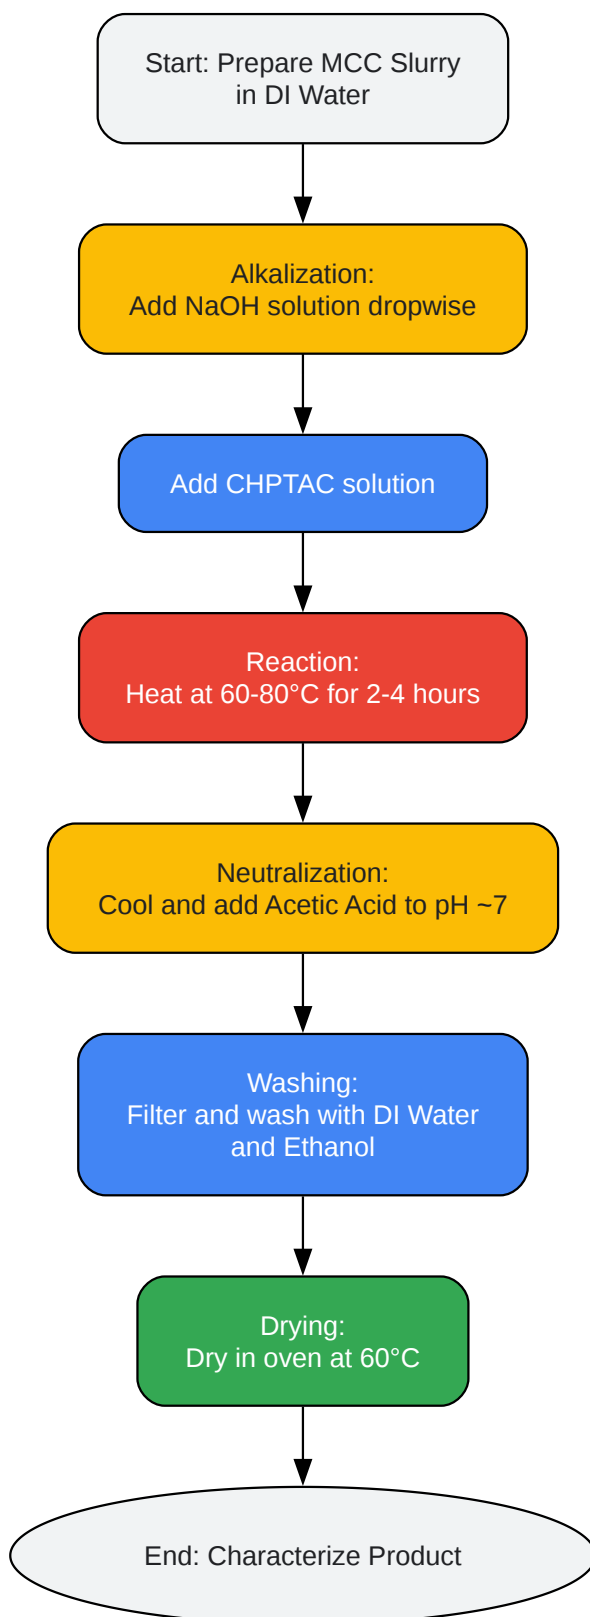 Start: Prepare MCC Slurry
in DI Water
Alkalization:
Add NaOH solution dropwise
Add CHPTAC solution
Reaction:
Heat at 60-80°C for 2-4 hours
Neutralization:
Cool and add Acetic Acid to pH ~7
Washing:
Filter and wash with DI Water
and Ethanol
Drying:
Dry in oven at 60°C
End: Characterize Product